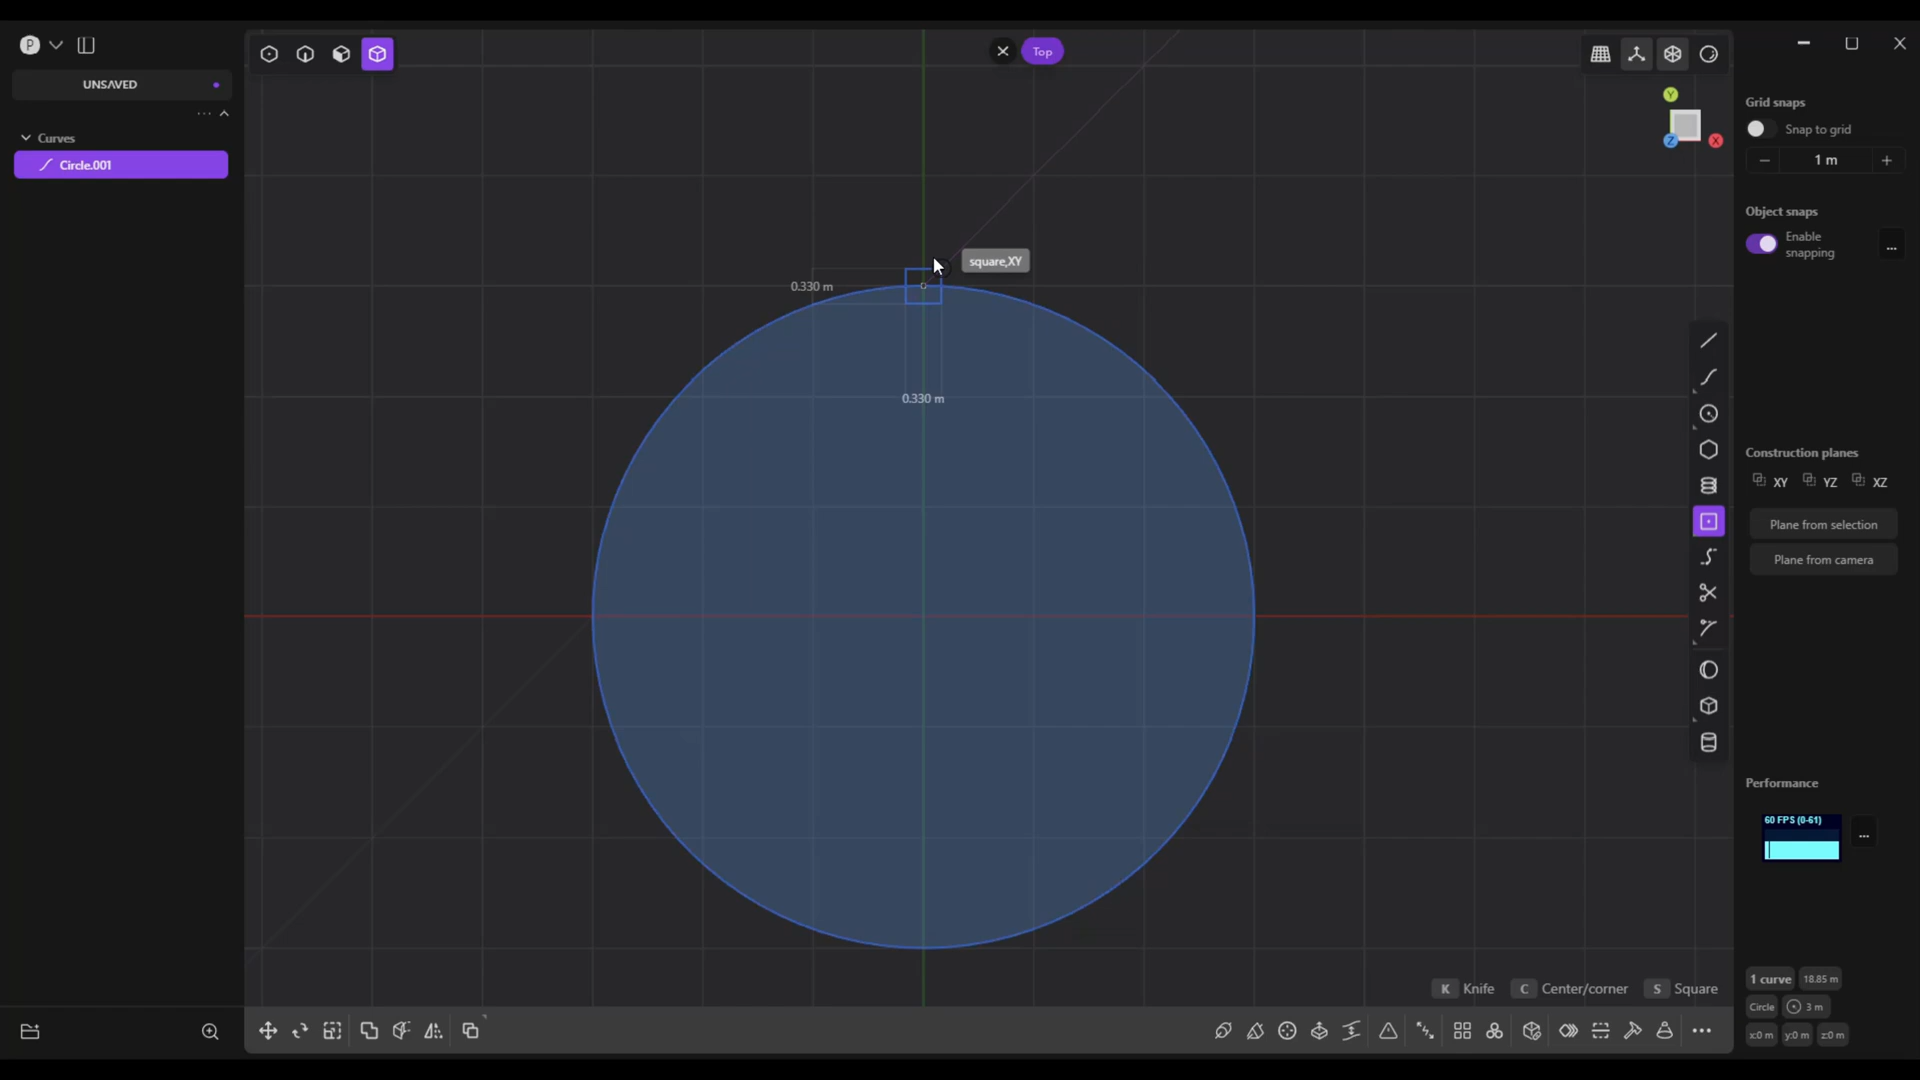 P
UNSAVED
...
Curves
Circle.001
Top
Y
Z
X
square,XY
0.330 m
0.330 m
Grid snaps
Snap to grid
1 m
Object snaps
Enable
snapping
...
Construction planes
XY YZ XZ
Plane from selection
Plane from camera
Performance
60 FPS (0-61)
...
K Knife C Center/corner S Square
1 curve 18.85 m
Circle 3 m
x:0 m y:0 m z:0 m